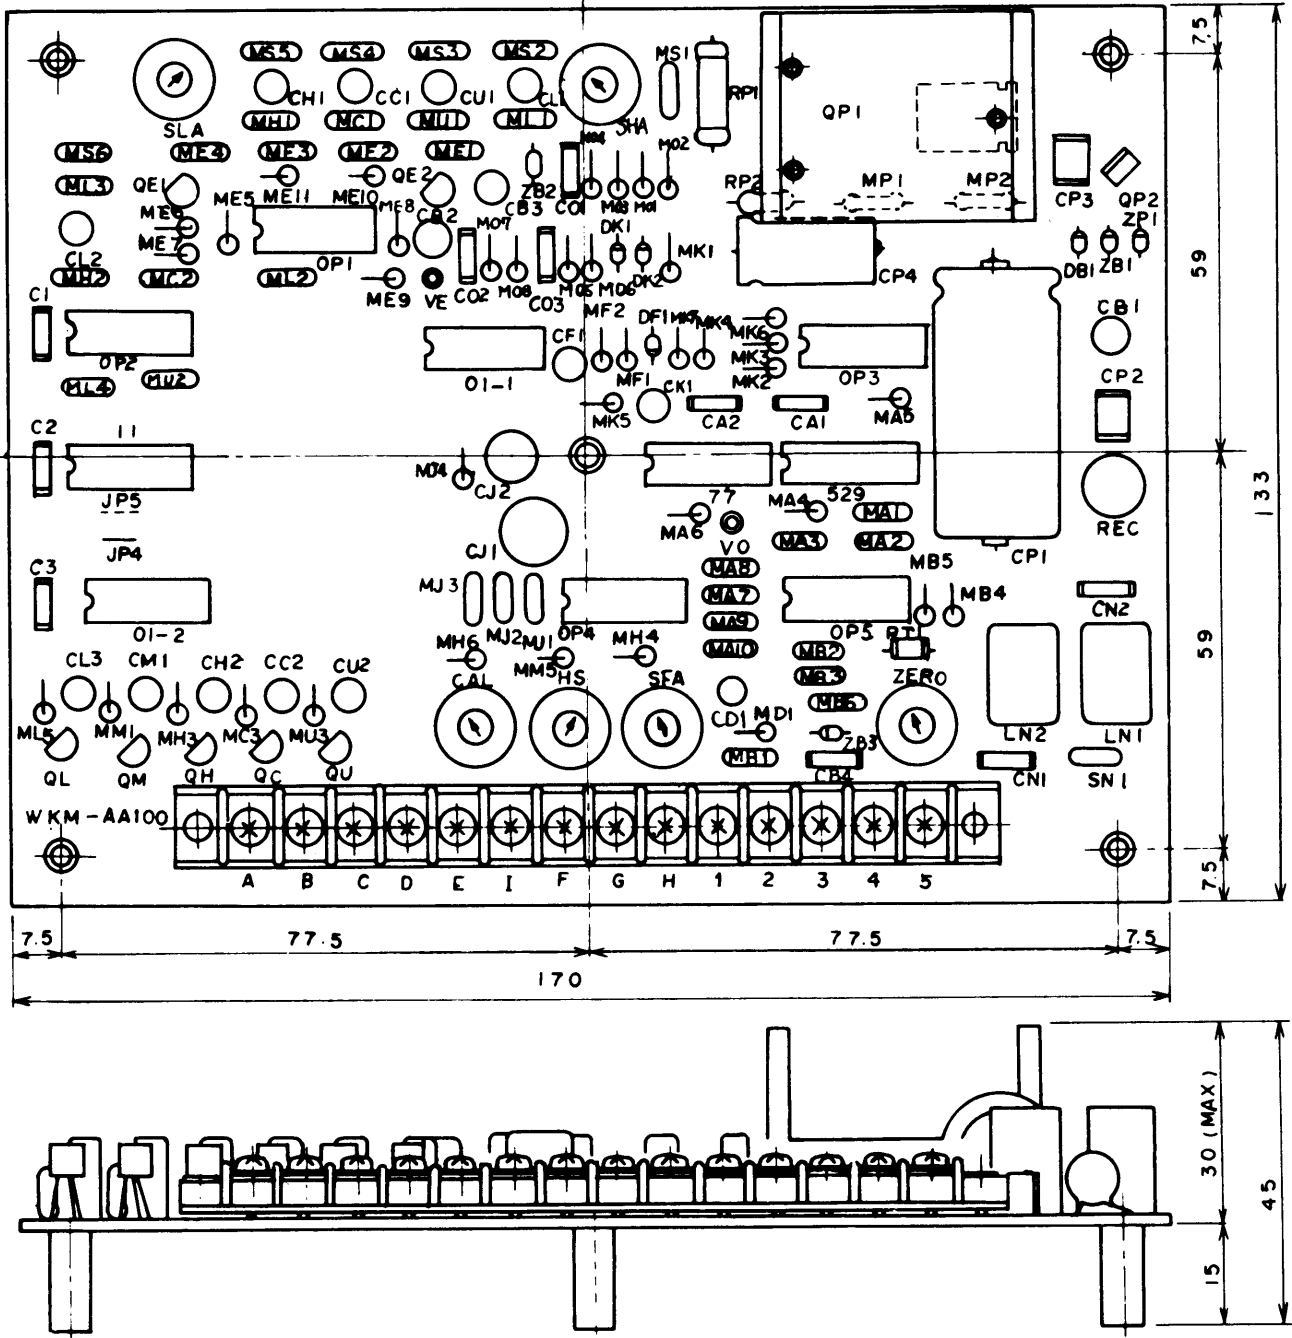 MS5 MS4 MS3 MS2 MS1
CH1 CC1 CU1 RP1 QP1
7.5
SLA MH1 MC1 MU1 ML1 SHA
MS6 ME4 ME3 ME2 ME1 MO2
ML3 QE1 ME5 ME11 ME10 QE2 ZB2 RP2 MP1 MP2 CP3 QP2
ME6 ME8 CB2 CB3 CO1 MO3 MO1 ZP1
ME7 MO7 DK1
CL2 OP1 MK1 DB1 ZB1
MH2 MC2 ML2 ME9 VE CO2 MO8 CO3 MO5 MO6 DK2 CP4
59
C1 MF2 DF1 MK4 CB1
OP2 CF1 MK6
MK3
ML4 MU2 OI-1 MF1 CK1 MK2 OP3 CP2
C2 11 MK5 CA2 CA1 MA5
JP5 MJ4 CJ2 77 MA4 529 MA1 REC
133
JP4 CJ1 MA6 VO MA3 MA2 CP1
C3 MJ3 MA8 MB5
MA7 MB4 CN2
OI-2 MJ2 MJ1 OP4 MH4 MA9 OP5
CL3 CM1 CH2 CC2 CU2 MH6 MM5 MA10 MB2
59
CAL HS SFA MB3 ZERO
ML5 MM1 MH3 MC3 MU3 CD1 MD1 MB6 LN2 LN1
QL QM QH QC QU MB1 ZB3 CB4 CN1 SN1
WKM-AA100
A B C D E I F G H 1 2 3 4 5
7.5
7.5 77.5 77.5 7.5
170
30 (MAX)
45
15